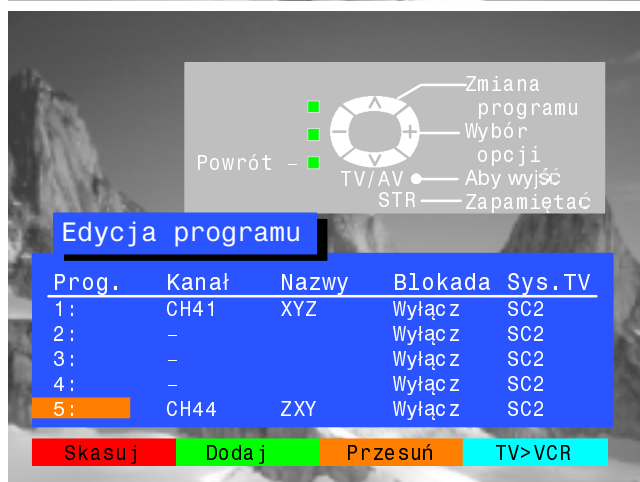 Zmiana
programu
Wybór
opcji
Powrót –
TV/AV Aby wyjść
STR Zapamiętać
Edycja programu
Prog. Kanał Nazwy Blokada Sys.TV
1: CH41 XYZ Wyłącz SC2
2: – Wyłącz SC2
3: – Wyłącz SC2
4: – Wyłącz SC2
5: CH44 ZXY Wyłącz SC2
Skasuj Dodaj Przesuń TV>VCR